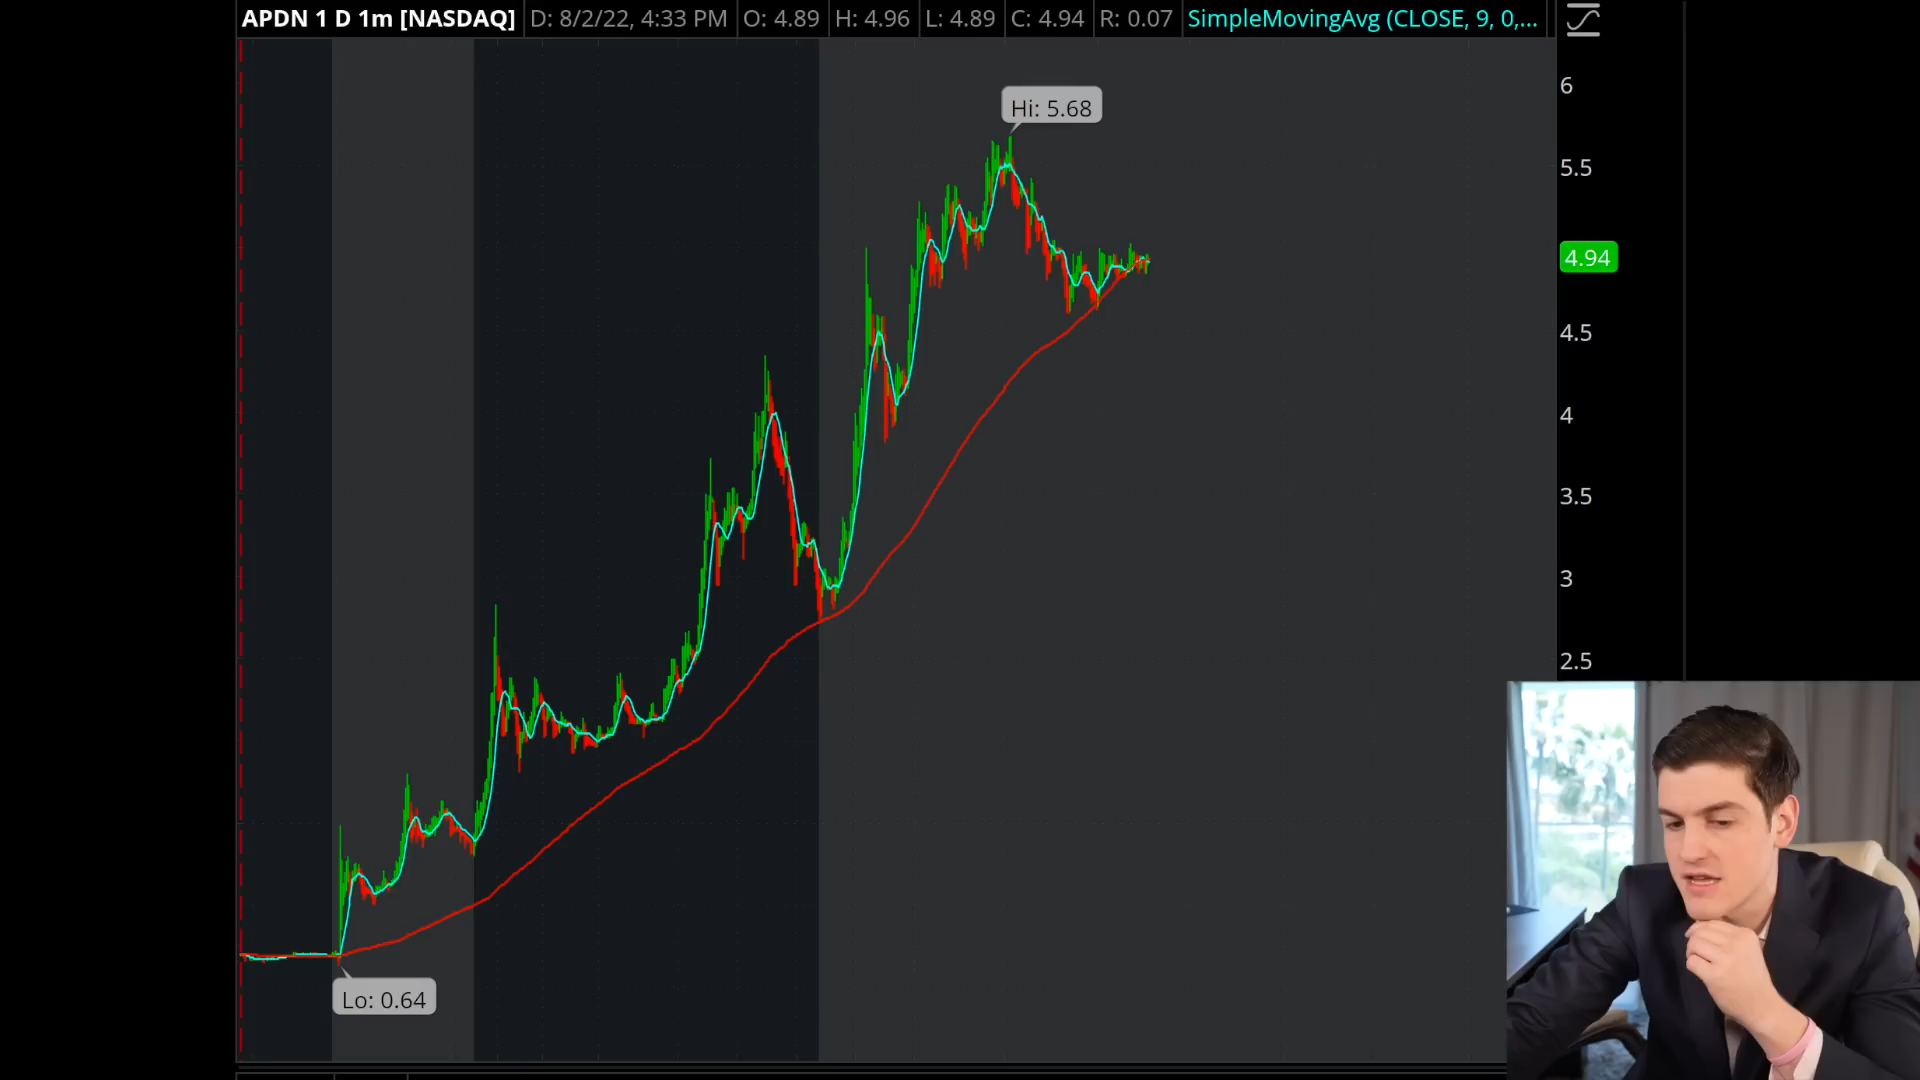 APDN 1 D 1m [NASDAQ] D: 8/2/22, 4:33 PM O: 4.89 H: 4.96 L: 4.89 C: 4.94 R: 0.07 SimpleMovingAvg (CLOSE, 9, 0,...
6
Hi: 5.68
5.5
4.94
4.5
4
3.5
3
2.5
Lo: 0.64